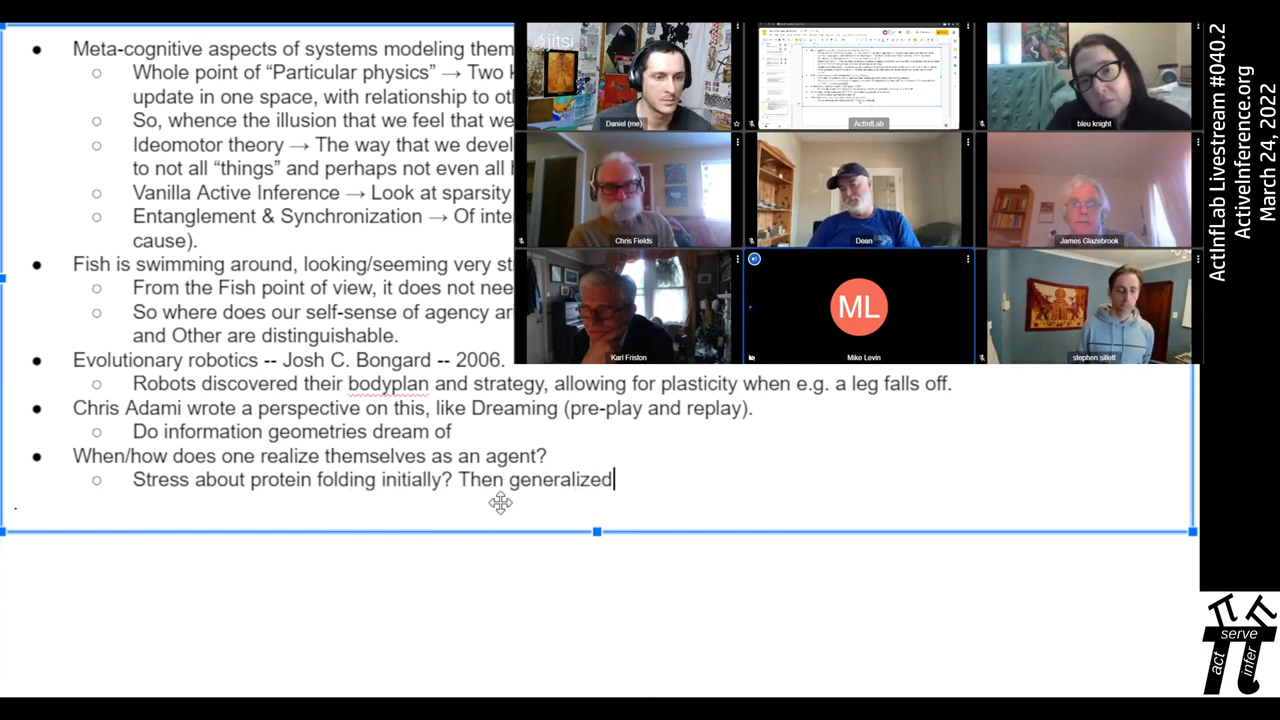 Meta-cognitive aspects of systems modeling them
After point of “Particular physics” → Two k
in one space, with relationship to oth
So, whence the illusion that we feel that we
Ideomotor theory → The way that we devel
to not all “things” and perhaps not even all
Vanilla Active Inference → Look at sparsity
Entanglement & Synchronization → Of inte
cause).
Fish is swimming around, looking/seeming very st
From the Fish point of view, it does not nee
So where does our self-sense of agency ar
and Other are distinguishable.
Evolutionary robotics -- Josh C. Bongard -- 2006.
Robots discovered their bodyplan and strategy, allowing for plasticity when e.g. a leg falls off.
Chris Adami wrote a perspective on this, like Dreaming (pre-play and replay).
Do information geometries dream of
When/how does one realize themselves as an agent?
Stress about protein folding initially? Then generalized
.
jitsi
Daniel (me)
ActInfLab
bleu knight
Chris Fields
Dean
James Glazebrook
Karl Friston
ML
Mike Levin
stephen sillett
ActInfLab Livestream #040.2
ActiveInference.org
March 24, 2022
serve
act
infer